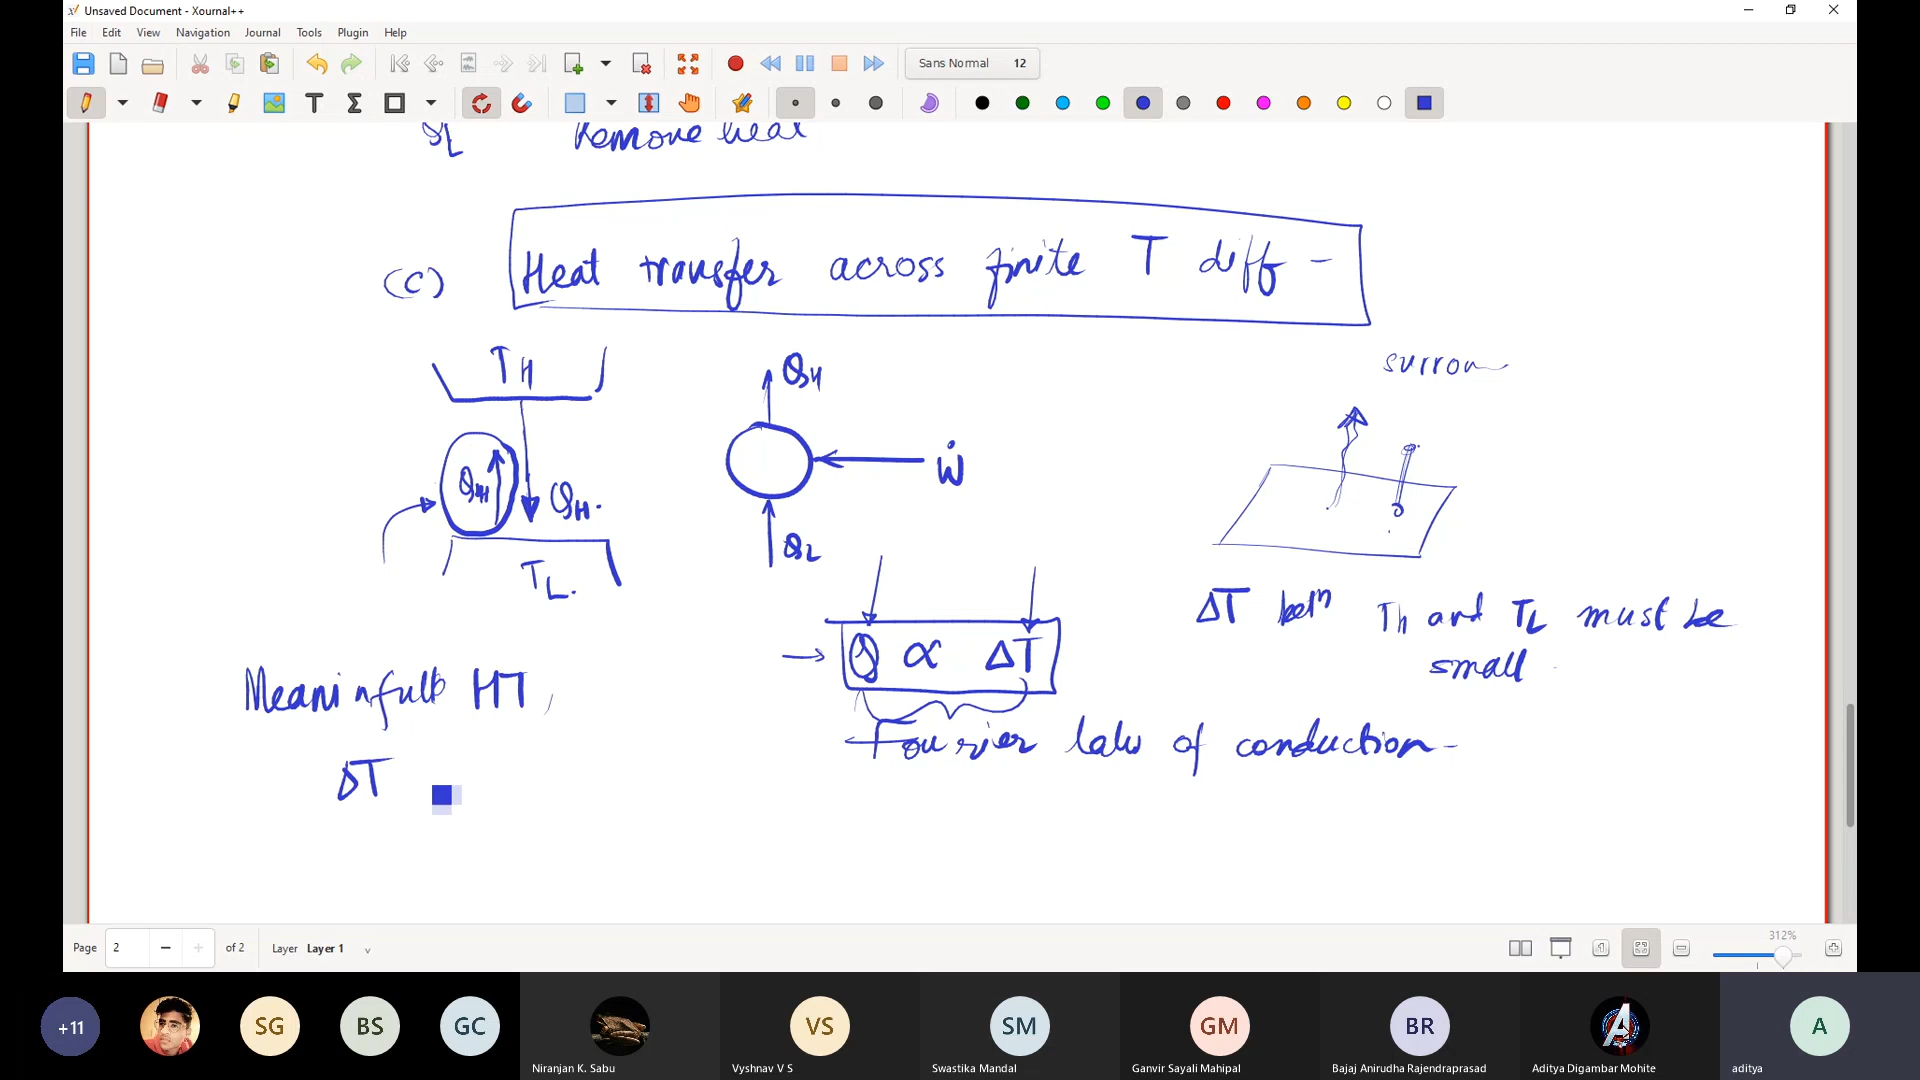 Unsaved Document - Xournal++
File Edit View Navigation Journal Tools Plugin Help
Sans Normal 12
QL Remove heat
(C) Heat transfer across finite T diff -
TH
QH
QH.
TL.
QH
Ẇ
QL
surroun
Q ∝ ΔT
Fourier law of conduction -
ΔT betn Th and TL must be
small
HT,
ΔT
Page 2 of 2 Layer Layer 1 312%
+11 SG BS GC VS SM GM BR A
Niranjan K. Sabu Vyshnav V S Swastika Mandal Ganvir Sayali Mahipal Bajaj Anirudha Rajendraprasad Aditya Digambar Mohite aditya